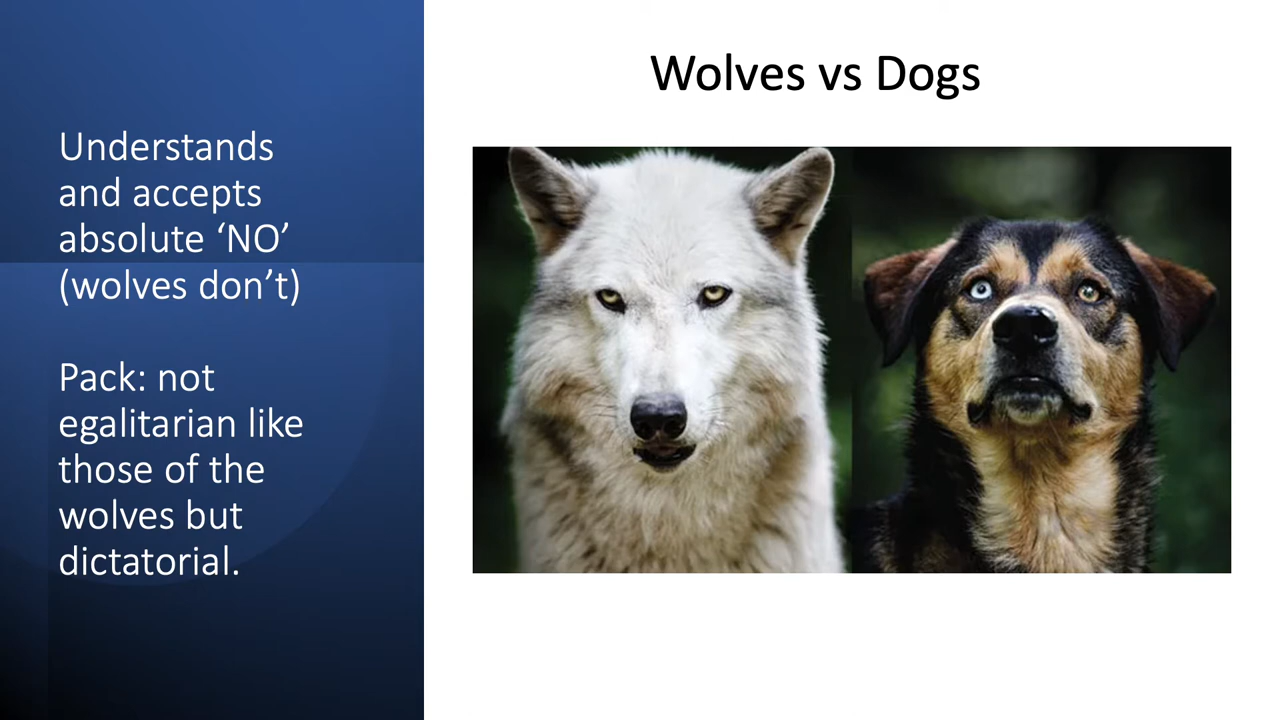 Wolves vs Dogs
Understands
and accepts
absolute ‘NO’
(wolves don’t)
Pack: not
egalitarian like
those of the
wolves but
dictatorial.